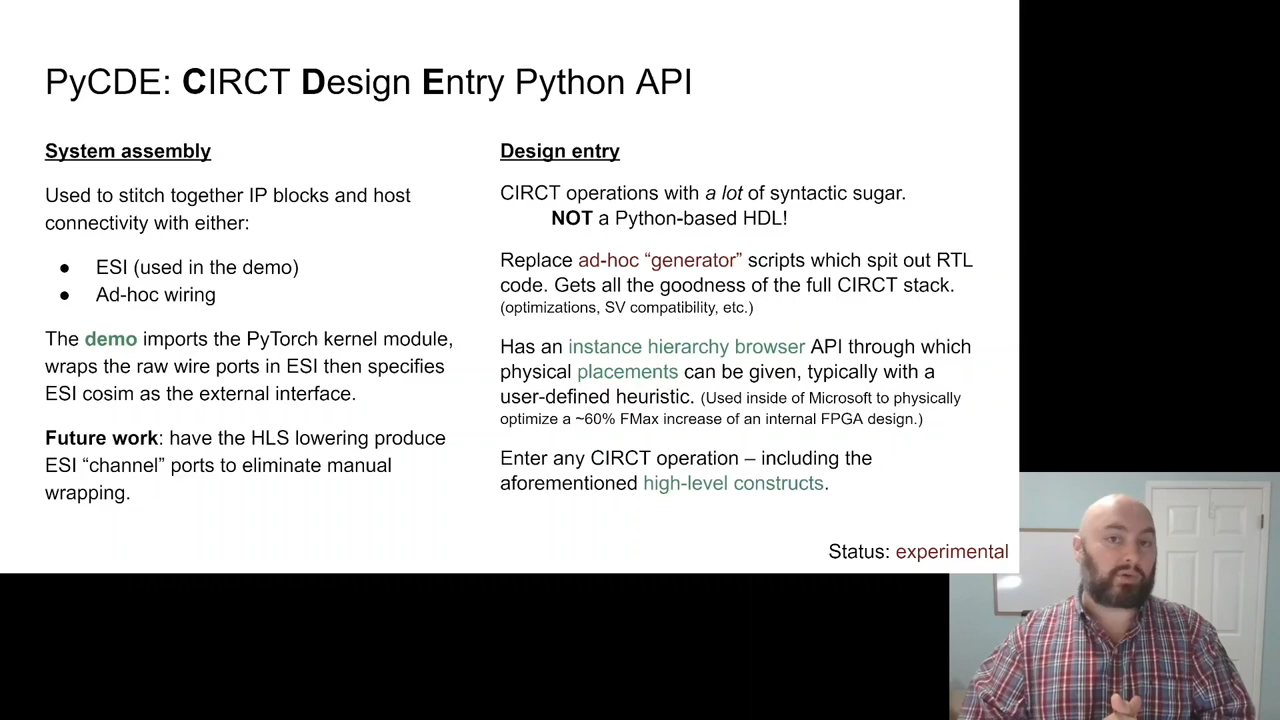 PyCDE: CIRCT Design Entry Python API
System assembly
Used to stitch together IP blocks and host
connectivity with either:
● ESI (used in the demo)
● Ad-hoc wiring
The demo imports the PyTorch kernel module,
wraps the raw wire ports in ESI then specifies
ESI cosim as the external interface.
Future work: have the HLS lowering produce
ESI “channel” ports to eliminate manual
wrapping.
Design entry
CIRCT operations with a lot of syntactic sugar.
NOT a Python-based HDL!
Replace ad-hoc “generator” scripts which spit out RTL
code. Gets all the goodness of the full CIRCT stack.
(optimizations, SV compatibility, etc.)
Has an instance hierarchy browser API through which
physical placements can be given, typically with a
user-defined heuristic. (Used inside of Microsoft to physically
optimize a ~60% FMax increase of an internal FPGA design.)
Enter any CIRCT operation – including the
aforementioned high-level constructs.
Status: experimental